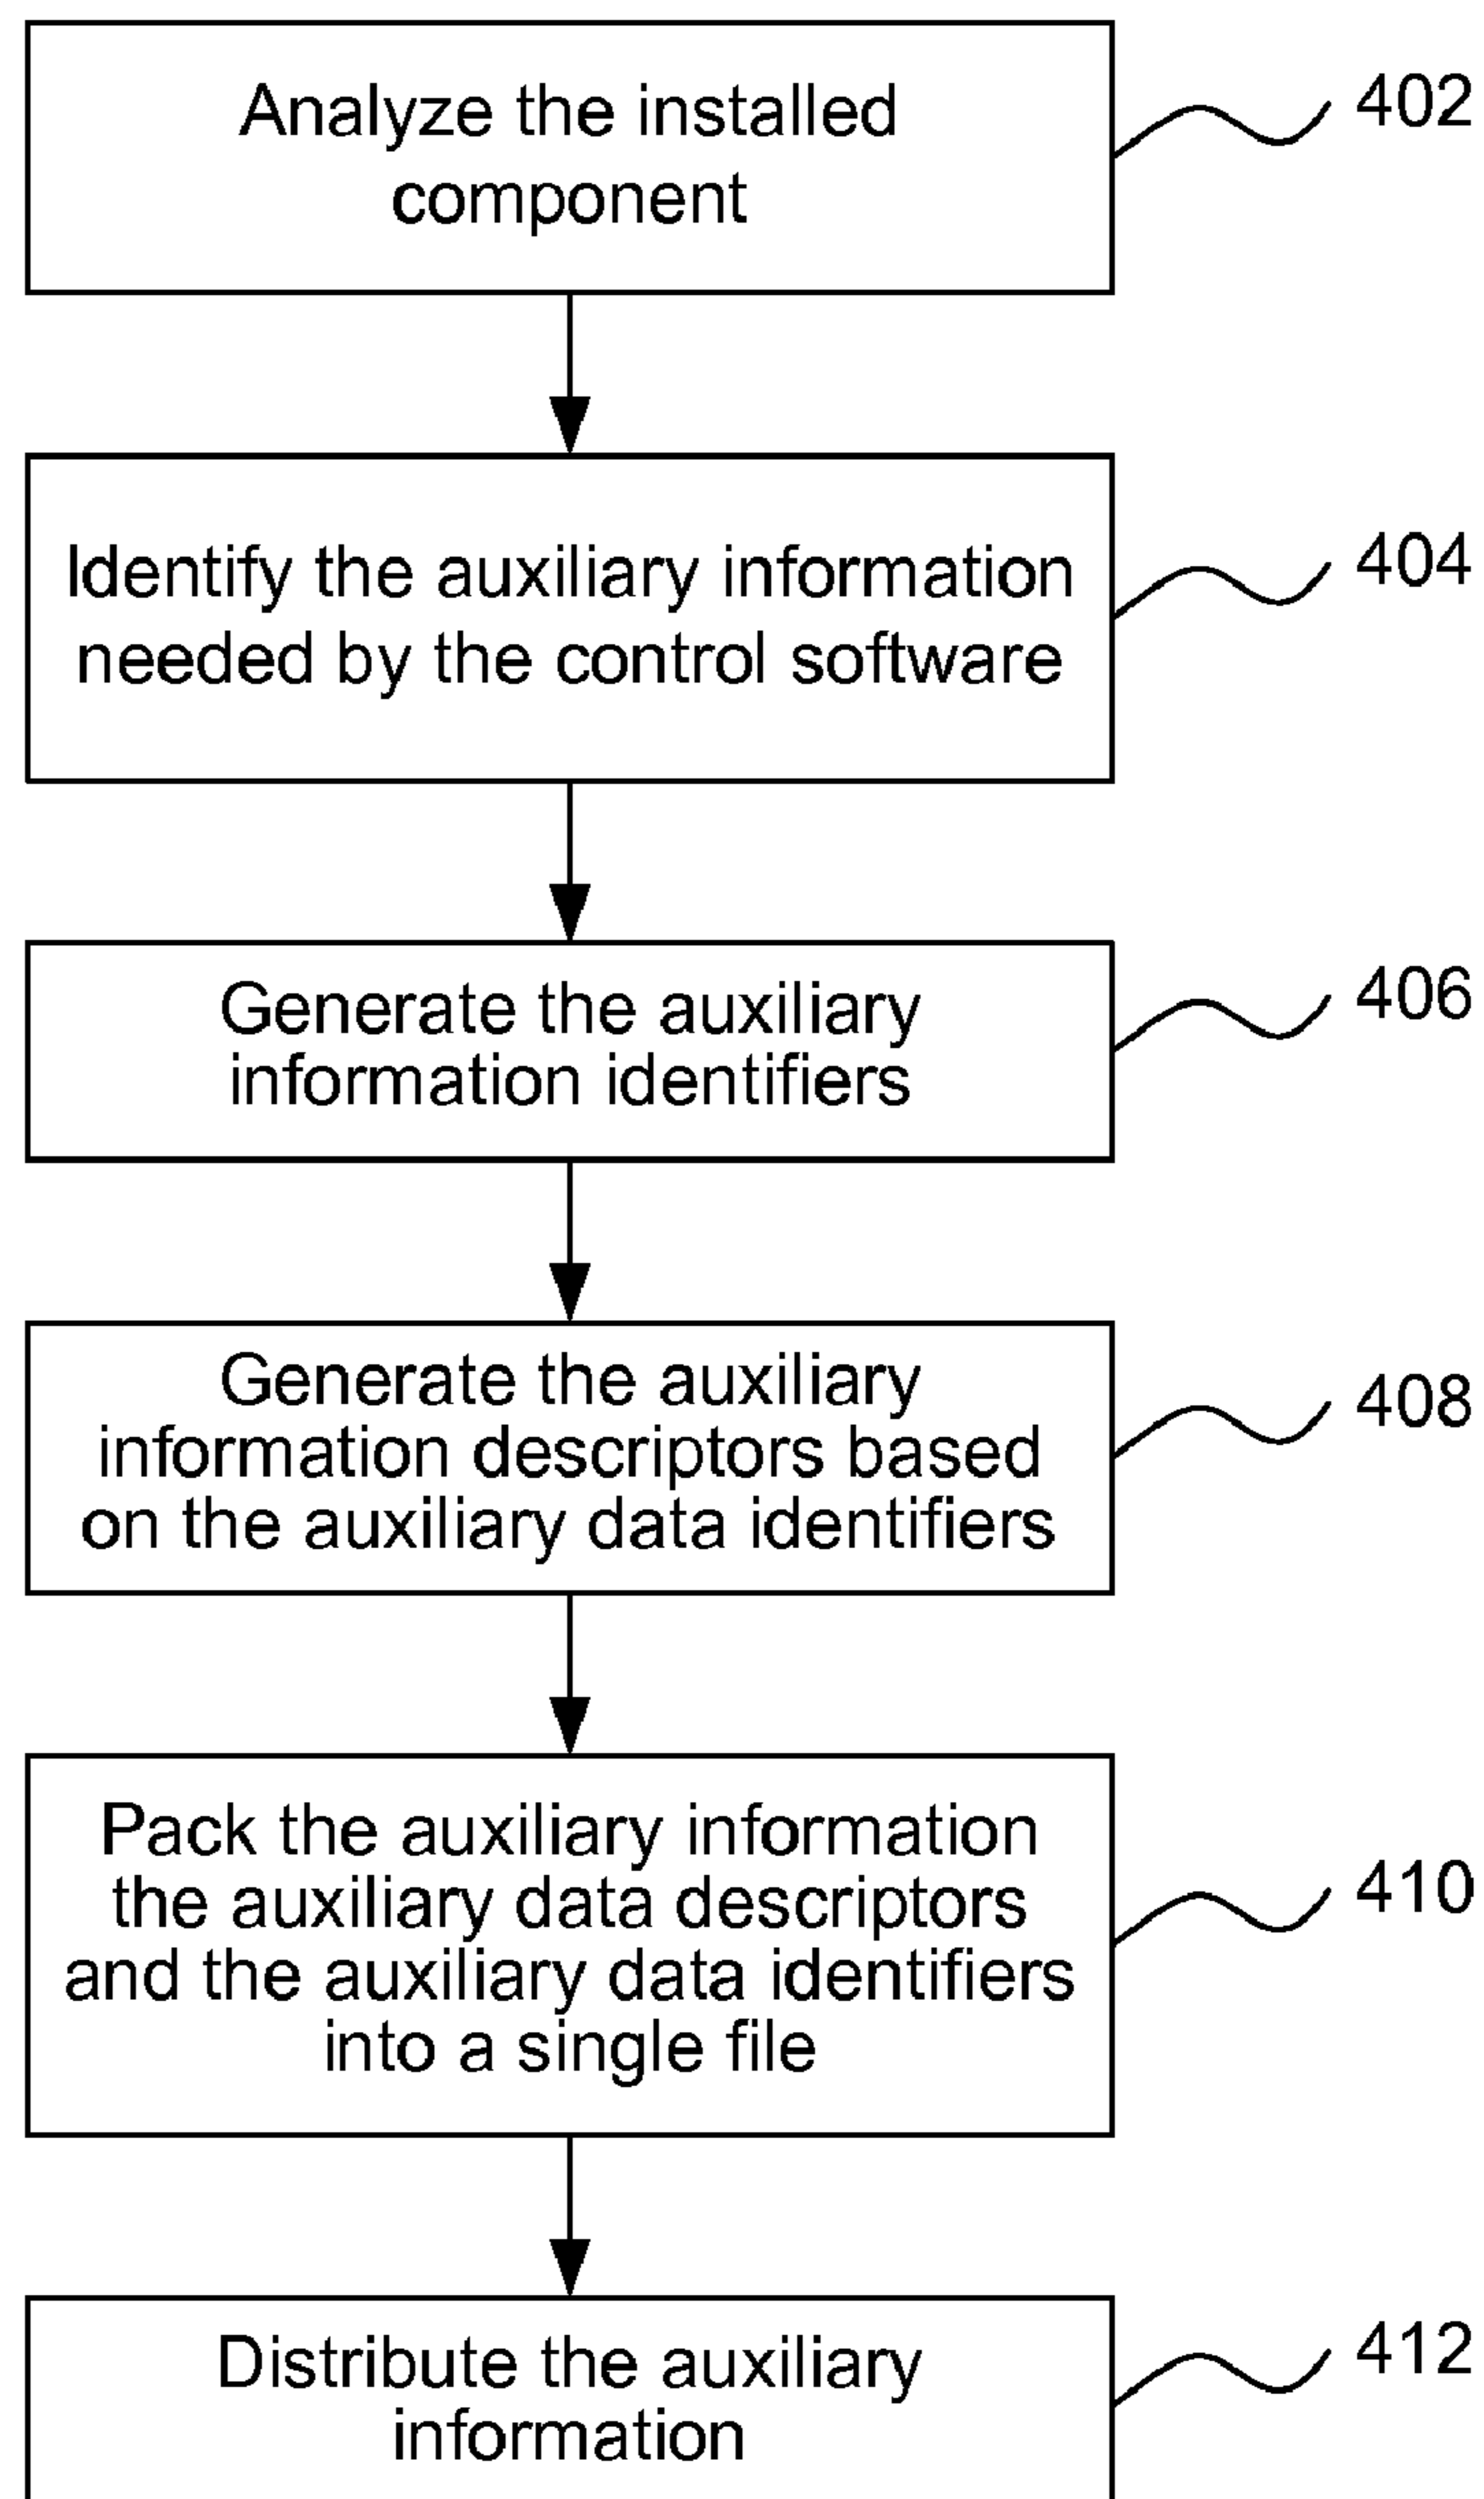 Analyze the installed
component
402
Identify the auxiliary information
needed by the control software
404
Generate the auxiliary
information identifiers
406
Generate the auxiliary
information descriptors based
on the auxiliary data identifiers
408
Pack the auxiliary information
the auxiliary data descriptors
and the auxiliary data identifiers
into a single file
410
Distribute the auxiliary
information
412